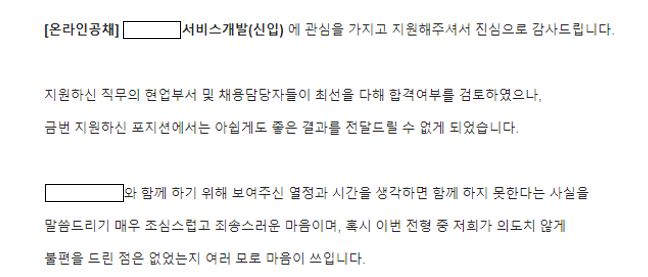 [온라인공채] 서비스개발(신입) 에 관심을 가지고 지원해주셔서 진심으로 감사드립니다.
지원하신 직무의 현업부서 및 채용담당자들이 최선을 다해 합격여부를 검토하였으나,
금번 지원하신 포지션에서는 아쉽게도 좋은 결과를 전달드릴 수 없게 되었습니다.
와 함께 하기 위해 보여주신 열정과 시간을 생각하면 함께 하지 못한다는 사실을
말씀드리기 매우 조심스럽고 죄송스러운 마음이며, 혹시 이번 전형 중 저희가 의도치 않게
불편을 드린 점은 없었는지 여러 모로 마음이 쓰입니다.